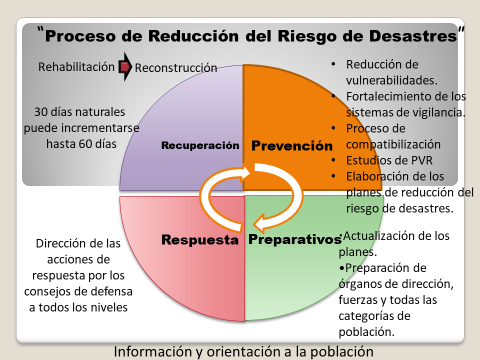 “Proceso de Reducción del Riesgo de Desastres”
Rehabilitación Reconstrucción
30 días naturales
puede incrementarse
hasta 60 días
Recuperación
Prevención
• Reducción de
vulnerabilidades.
• Fortalecimiento de los
sistemas de vigilancia.
• Proceso de
compatibilización
• Estudios de PVR
• Elaboración de los
planes de reducción del
riesgo de desastres.
Dirección de las
acciones de
respuesta por los
consejos de defensa
a todos los niveles
Respuesta
Preparativos
•Actualización de los
planes.
•Preparación de
órganos de dirección,
fuerzas y todas las
categorías de
población.
Información y orientación a la población